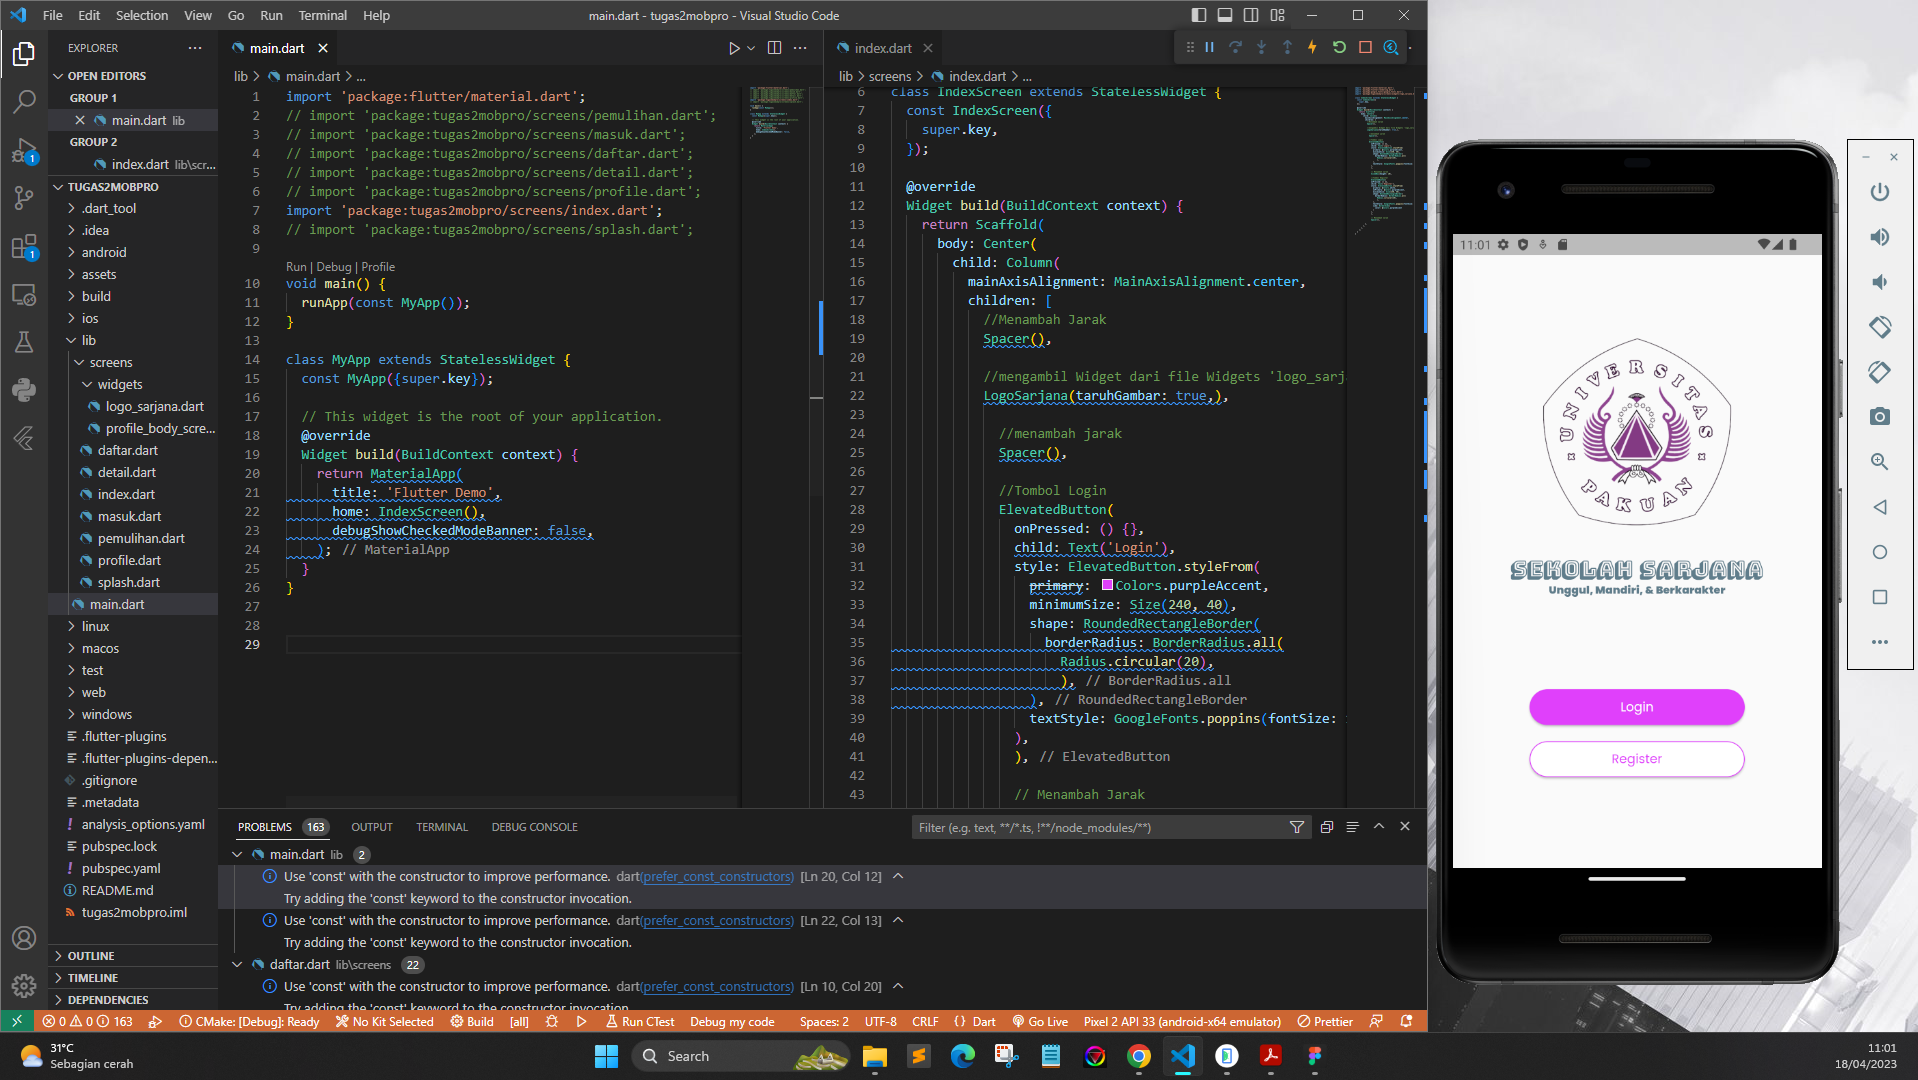 File Edit Selection View Go Run Terminal Help
main.dart - tugas2mobpro - Visual Studio Code
EXPLORER
OPEN EDITORS
GROUP 1
main.dart lib
GROUP 2
index.dart lib\scr...
TUGAS2MOBPRO
.dart_tool
.idea
android
assets
build
ios
lib
screens
widgets
logo_sarjana.dart
profile_body_scre...
daftar.dart
detail.dart
index.dart
masuk.dart
pemulihan.dart
profile.dart
splash.dart
main.dart
linux
macos
test
web
windows
.flutter-plugins
.flutter-plugins-depen...
.gitignore
.metadata
analysis_options.yaml
pubspec.lock
pubspec.yaml
README.md
tugas2mobpro.iml
OUTLINE
TIMELINE
DEPENDENCIES
1
1
main.dart
lib > main.dart > ...
1 import 'package:flutter/material.dart';
2 // import 'package:tugas2mobpro/screens/pemulihan.dart';
3 // import 'package:tugas2mobpro/screens/masuk.dart';
4 // import 'package:tugas2mobpro/screens/daftar.dart';
5 // import 'package:tugas2mobpro/screens/detail.dart';
6 // import 'package:tugas2mobpro/screens/profile.dart';
7 import 'package:tugas2mobpro/screens/index.dart';
8 // import 'package:tugas2mobpro/screens/splash.dart';
9
Run | Debug | Profile
10 void main() {
11 runApp(const MyApp());
12 }
13
14 class MyApp extends StatelessWidget {
15 const MyApp({super.key});
16
17 // This widget is the root of your application.
18 @override
19 Widget build(BuildContext context) {
20 return MaterialApp(
21 title: 'Flutter Demo',
22 home: IndexScreen(),
23 debugShowCheckedModeBanner: false,
24 ); // MaterialApp
25 }
26 }
27
28
29
index.dart
lib > screens > index.dart > ...
6 class IndexScreen extends StatelessWidget {
7 const IndexScreen({
8 super.key,
9 });
10
11 @override
12 Widget build(BuildContext context) {
13 return Scaffold(
14 body: Center(
15 child: Column(
16 mainAxisAlignment: MainAxisAlignment.center,
17 children: [
18 //Menambah Jarak
19 Spacer(),
20
21 //mengambil Widget dari file Widgets 'logo_sarj
22 LogoSarjana(taruhGambar: true,),
23
24 //menambah jarak
25 Spacer(),
26
27 //Tombol Login
28 ElevatedButton(
29 onPressed: () {},
30 child: Text('Login'),
31 style: ElevatedButton.styleFrom(
32 primary: Colors.purpleAccent,
33 minimumSize: Size(240, 40),
34 shape: RoundedRectangleBorder(
35 borderRadius: BorderRadius.all(
36 Radius.circular(20),
37 ), // BorderRadius.all
38 ), // RoundedRectangleBorder
39 textStyle: GoogleFonts.poppins(fontSize:
40 ),
41 ), // ElevatedButton
42
43 // Menambah Jarak
PROBLEMS 163 OUTPUT TERMINAL DEBUG CONSOLE
Filter (e.g. text, **/*.ts, !**/node_modules/**)
main.dart lib 2
Use 'const' with the constructor to improve performance. dart(prefer_const_constructors) [Ln 20, Col 12]
Try adding the 'const' keyword to the constructor invocation.
Use 'const' with the constructor to improve performance. dart(prefer_const_constructors) [Ln 22, Col 13]
Try adding the 'const' keyword to the constructor invocation.
daftar.dart lib\screens 22
Use 'const' with the constructor to improve performance. dart(prefer_const_constructors) [Ln 10, Col 20]
Try adding the 'const' keyword to the constructor invocation.
0 0 163 CMake: [Debug]: Ready No Kit Selected Build [all] Run CTest Debug my code Spaces: 2 UTF-8 CRLF {} Dart Go Live Pixel 2 API 33 (android-x64 emulator) Prettier
11:01
UNIVERSITAS
PAKUAN
SEKOLAH SARJANA
Unggul, Mandiri, & Berkarakter
Login
Register
31°C
Sebagian cerah
Search
11:01
18/04/2023